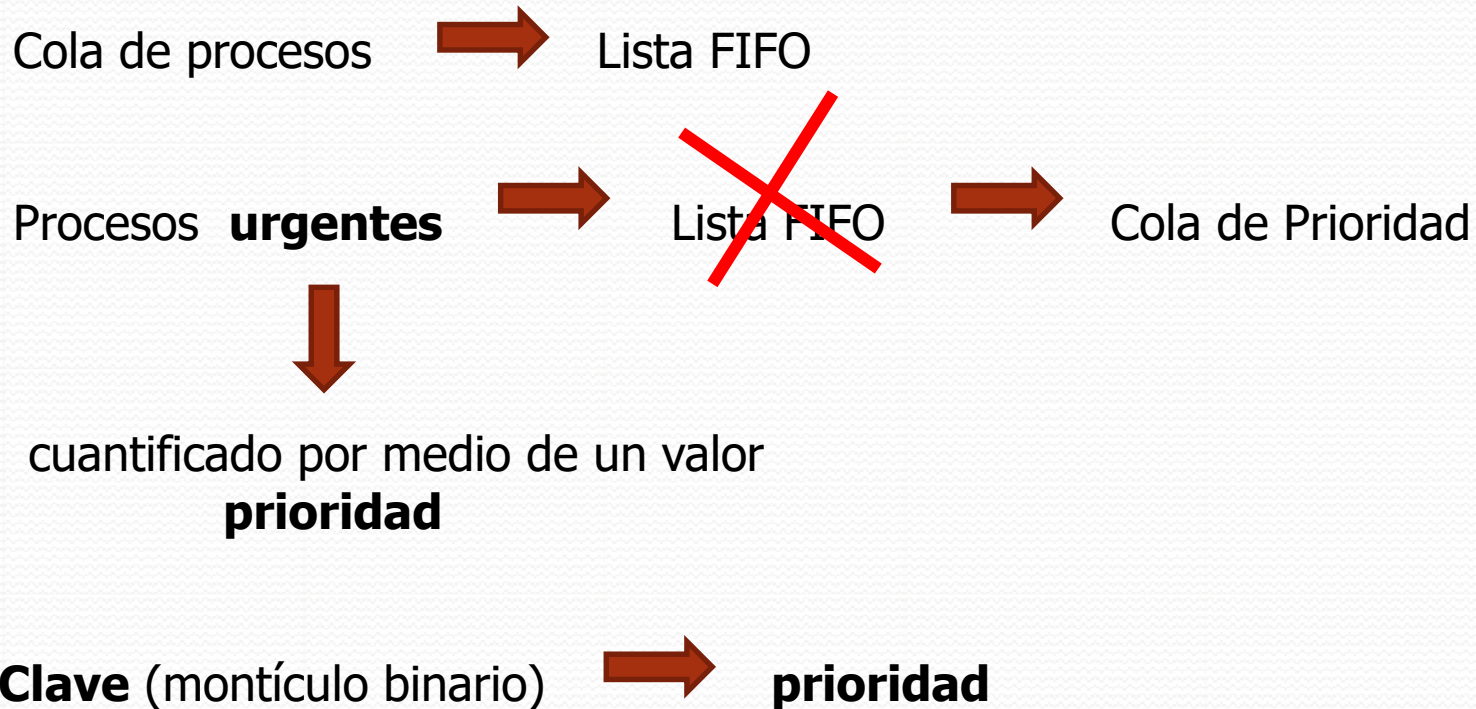 Cola de procesos Lista FIFO
Procesos urgentes Lista FIFO Cola de Prioridad
cuantificado por medio de un valor
prioridad
Clave (montículo binario) prioridad